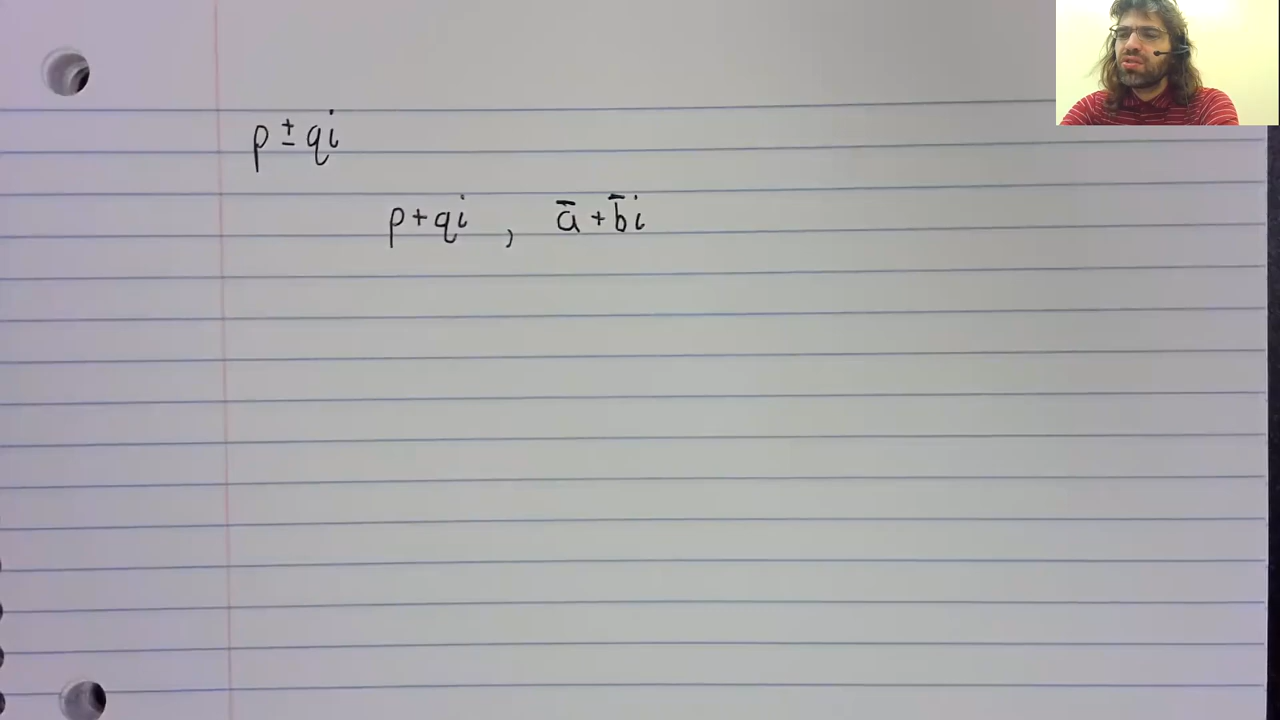 p ± qi
p + qi , a̅ + b̅i